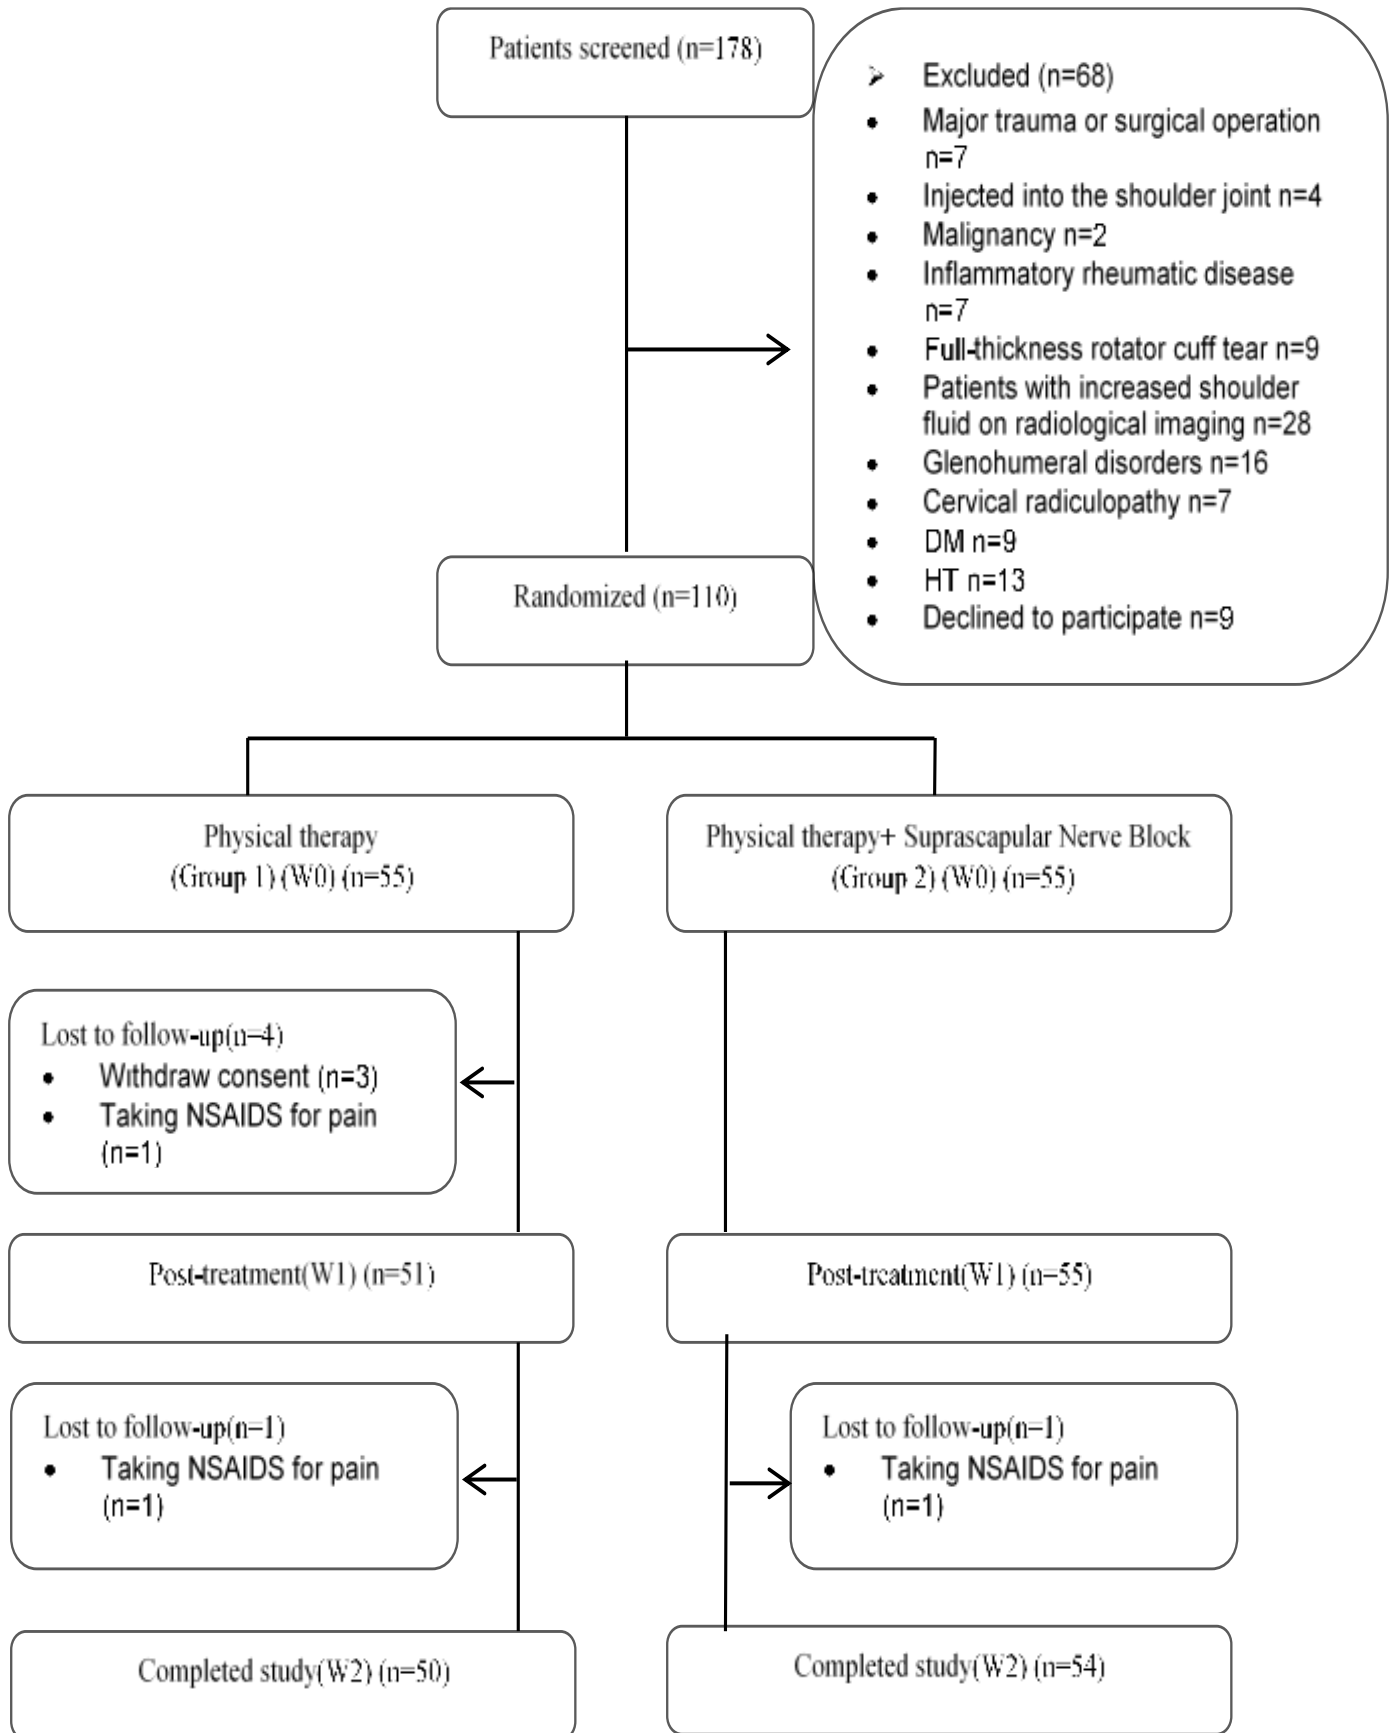 Patients screened (n=178)
➢ Excluded (n=68)
• Major trauma or surgical operation
n=7
• Injected into the shoulder joint n=4
• Malignancy n=2
• Inflammatory rheumatic disease
n=7
• Full-thickness rotator cuff tear n=9
• Patients with increased shoulder
fluid on radiological imaging n=28
• Glenohumeral disorders n=16
• Cervical radiculopathy n=7
• DM n=9
• HT n=13
• Declined to participate n=9
Randomized (n=110)
Physical therapy
(Group 1) (W0) (n=55)
Physical therapy+ Suprascapular Nerve Block
(Group 2) (W0) (n=55)
Lost to follow-up(n=4)
• Withdraw consent (n=3)
• Taking NSAIDS for pain
(n=1)
Post-treatment(W1) (n=51)
Post-treatment(W1) (n=55)
Lost to follow-up(n=1)
• Taking NSAIDS for pain
(n=1)
Lost to follow-up(n=1)
• Taking NSAIDS for pain
(n=1)
Completed study(W2) (n=50)
Completed study(W2) (n=54)